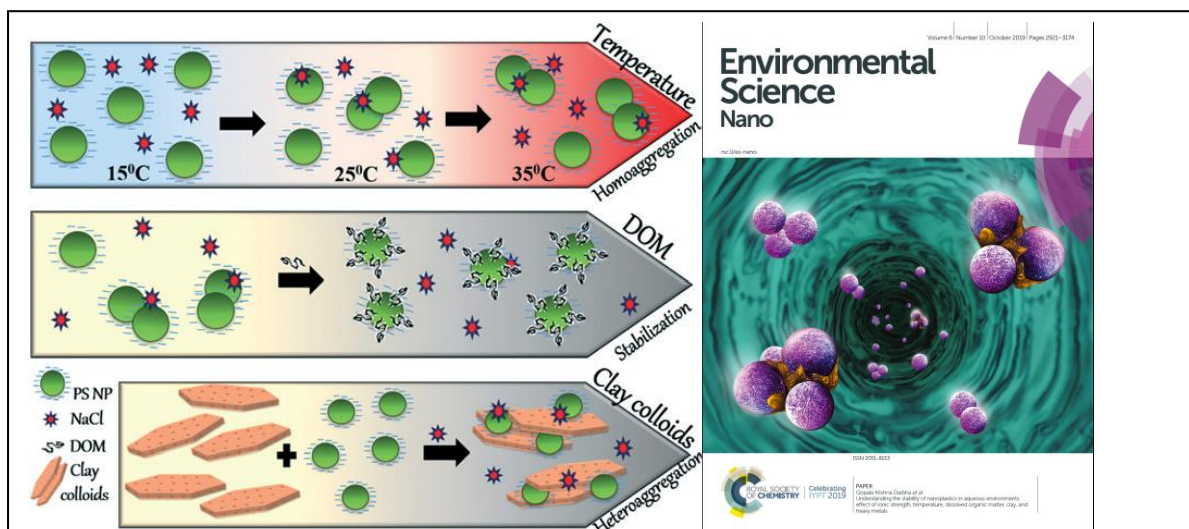 Temperature
15⁰C
25⁰C
35⁰C
Homoaggregation
DOM
Stabilization
PS NP
NaCl
DOM
Clay
colloids
Clay colloids
Heteroaggregation
Volume 6 | Number 10 | October 2019 | Pages 2921–3174
Environmental
Science
Nano
rsc.li/es-nano
ISSN 2051-8153
ROYAL SOCIETY
OF CHEMISTRY
Celebrating
IYPT 2019
PAPER
Gopala Krishna Darbha et al.
Understanding the stability of nanoplastics in aqueous environments:
effect of ionic strength, temperature, dissolved organic matter, clay, and
heavy metals